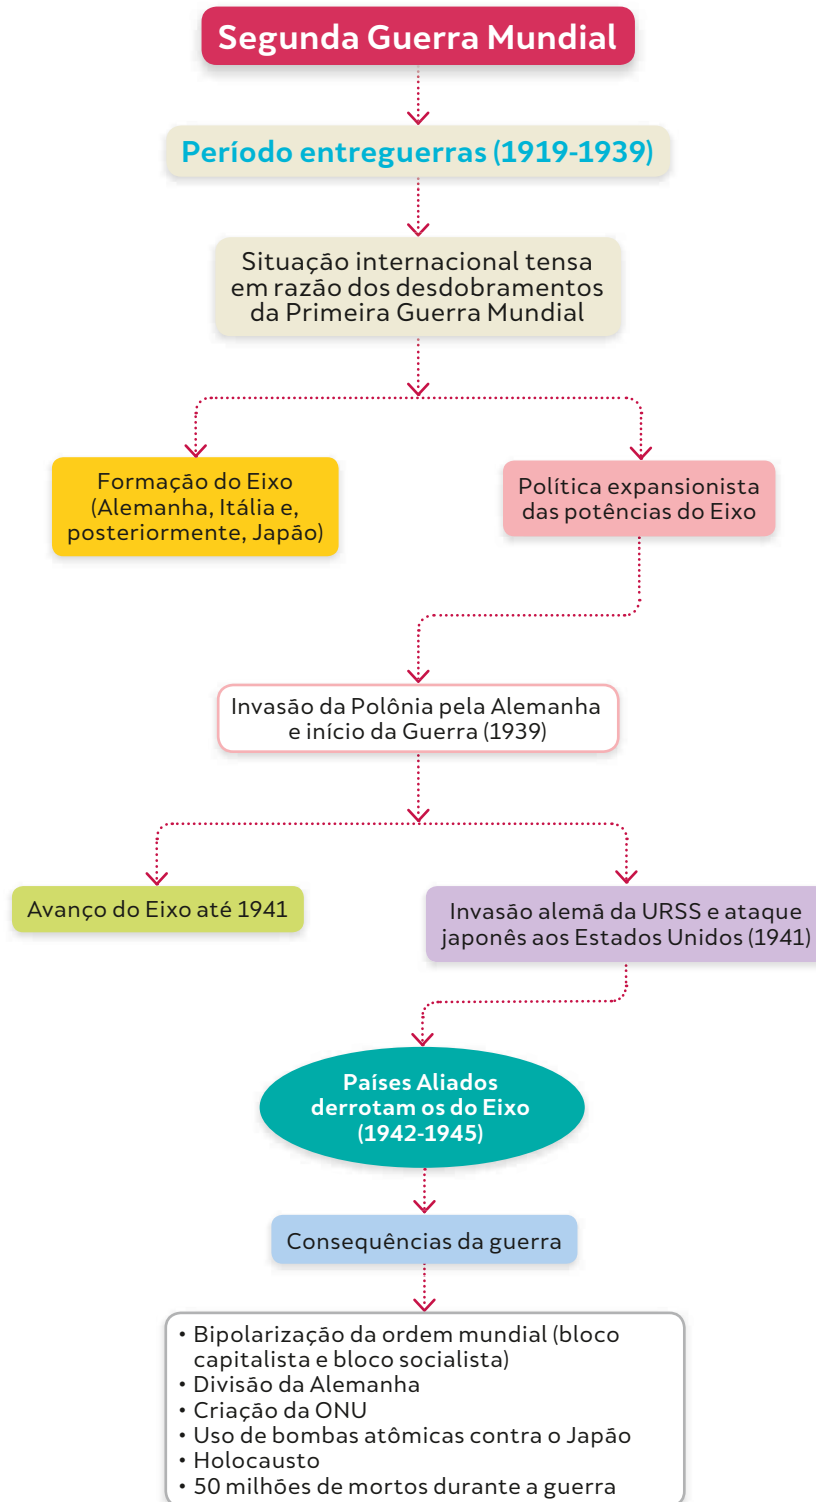 Segunda Guerra Mundial
Período entreguerras (1919-1939)
Situação internacional tensa
em razão dos desdobramentos
da Primeira Guerra Mundial
Formação do Eixo
(Alemanha, Itália e,
posteriormente, Japão)
Política expansionista
das potências do Eixo
Invasão da Polônia pela Alemanha
e início da Guerra (1939)
Avanço do Eixo até 1941
Invasão alemã da URSS e ataque
japonês aos Estados Unidos (1941)
Países Aliados
derrotam os do Eixo
(1942-1945)
Consequências da guerra
• Bipolarização da ordem mundial (bloco
capitalista e bloco socialista)
• Divisão da Alemanha
• Criação da ONU
• Uso de bombas atômicas contra o Japão
• Holocausto
• 50 milhões de mortos durante a guerra